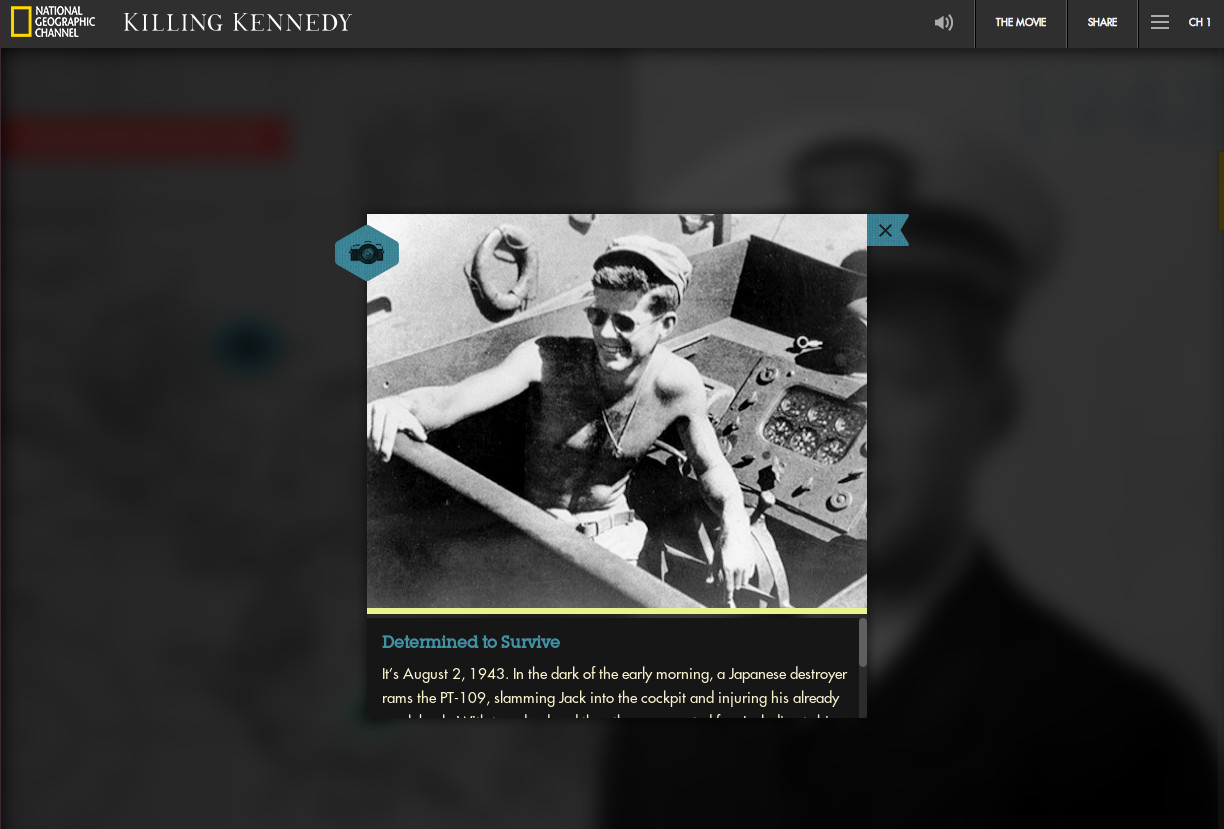 NATIONAL
GEOGRAPHIC
CHANNEL
KILLING KENNEDY
THE MOVIE
SHARE
CH 1
Determined to Survive
It's August 2, 1943. In the dark of the early morning, a Japanese destroyer
rams the PT-109, slamming Jack into the cockpit and injuring his already